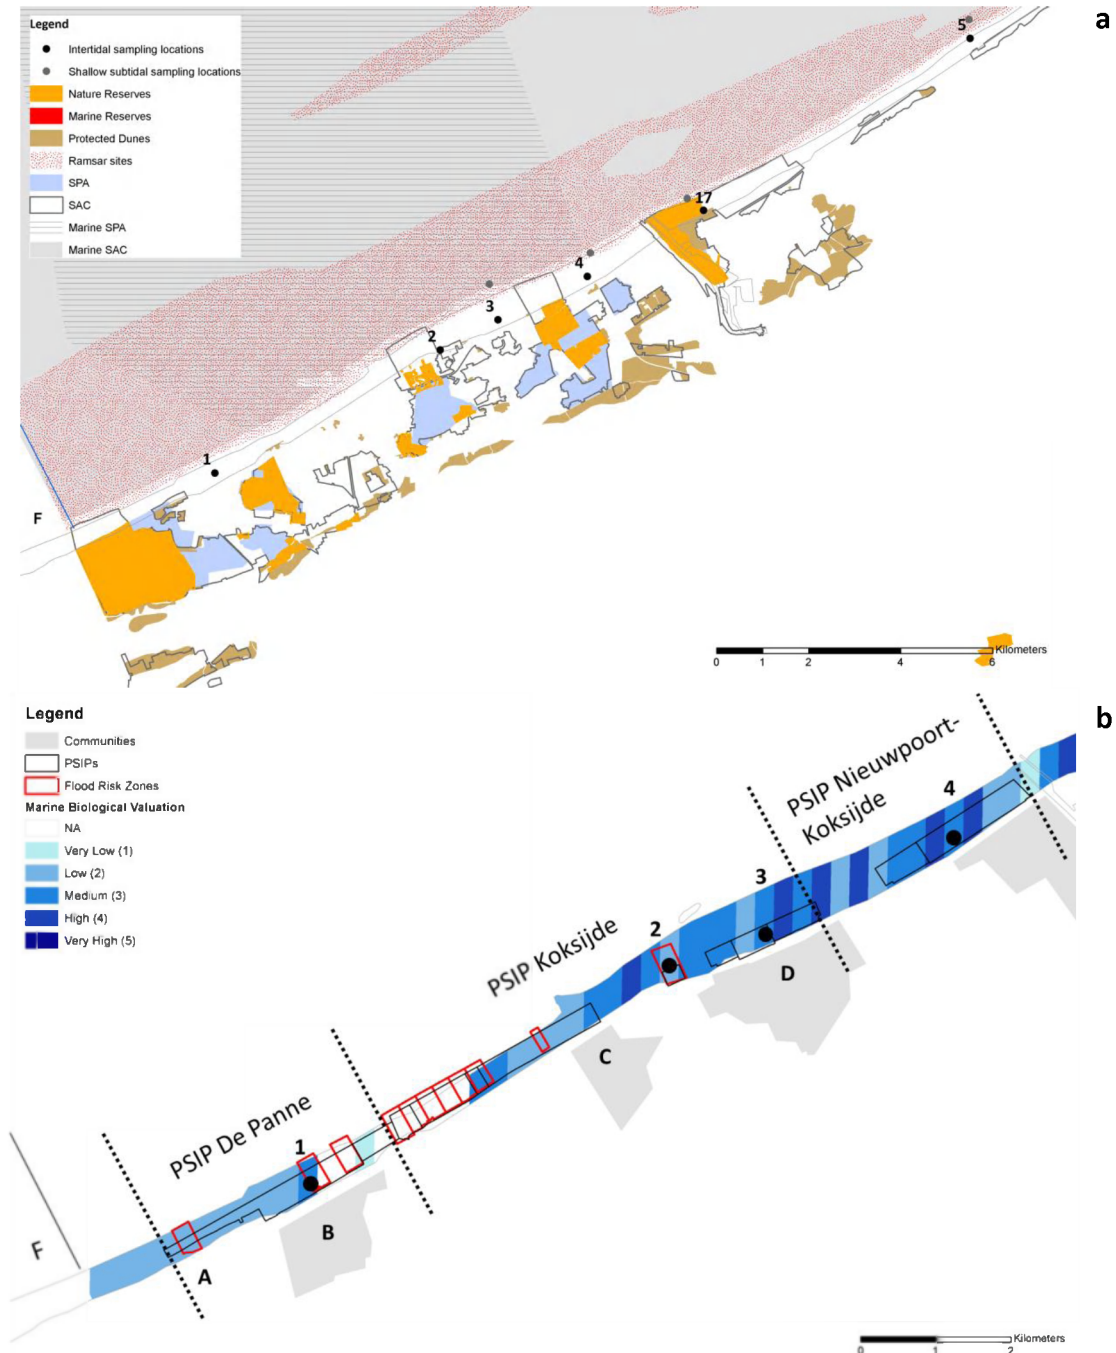 a
Legend
Intertidal sampling locations
Shallow subtidal sampling locations
Nature Reserves
Marine Reserves
Protected Dunes
Ramsar sites
SPA
SAC
Marine SPA
Marine SAC
5
17
4
3
2
1
F
0 1 2 4 6 Kilometers
b
Legend
Communities
PSIPs
Flood Risk Zones
Marine Biological Valuation
NA
Very Low (1)
Low (2)
Medium (3)
High (4)
Very High (5)
PSIP Nieuwpoort-
Koksijde
4
3
PSIP Koksijde
2
D
C
PSIP De Panne
1
B
F
A
0 1 2 Kilometers